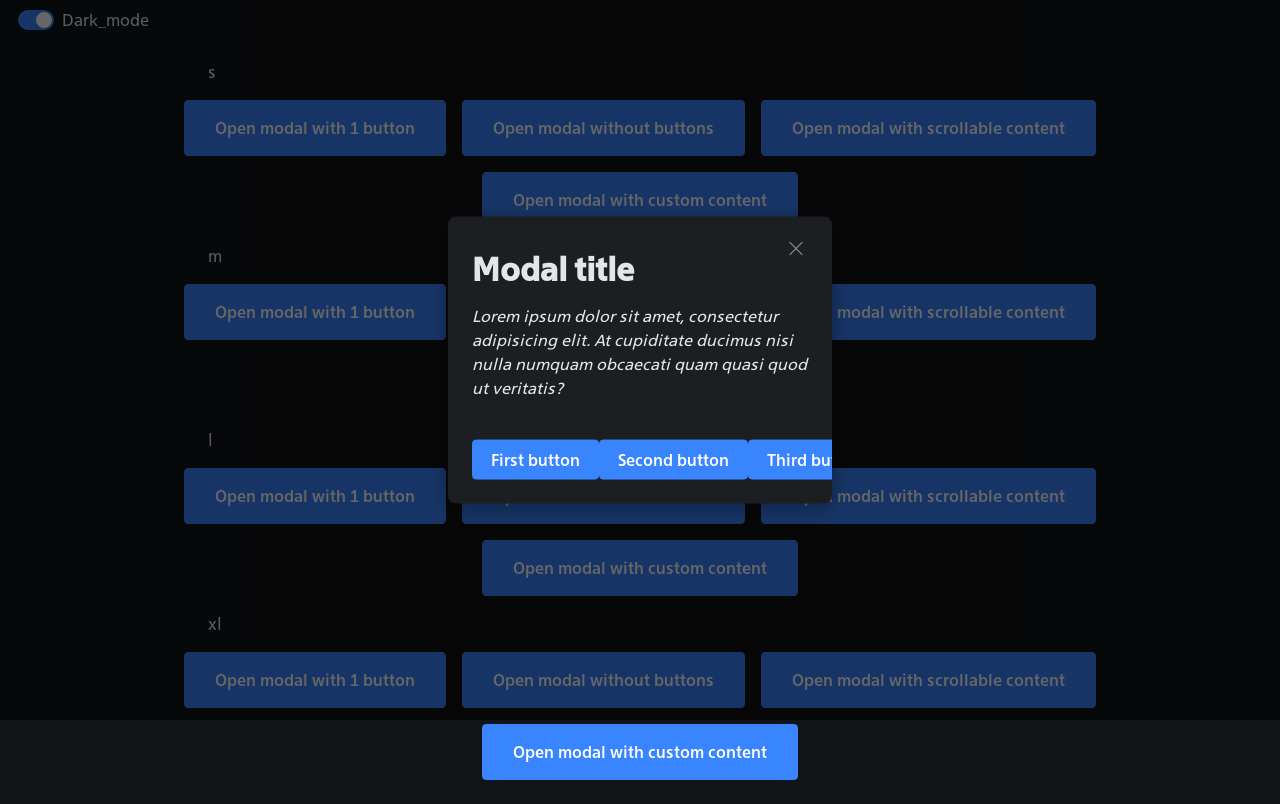 Dark_mode
s
Open modal with 1 button
Open modal without buttons
Open modal with scrollable content
Open modal with custom content
m
Open modal with 1 button
modal with scrollable content
Modal title
Lorem ipsum dolor sit amet, consectetur
adipisicing elit. At cupiditate ducimus nisi
nulla numquam obcaecati quam quasi quod
ut veritatis?
First button
Second button
Third but
l
Open modal with 1 button
modal with scrollable content
Open modal with custom content
xl
Open modal with 1 button
Open modal without buttons
Open modal with scrollable content
Open modal with custom content